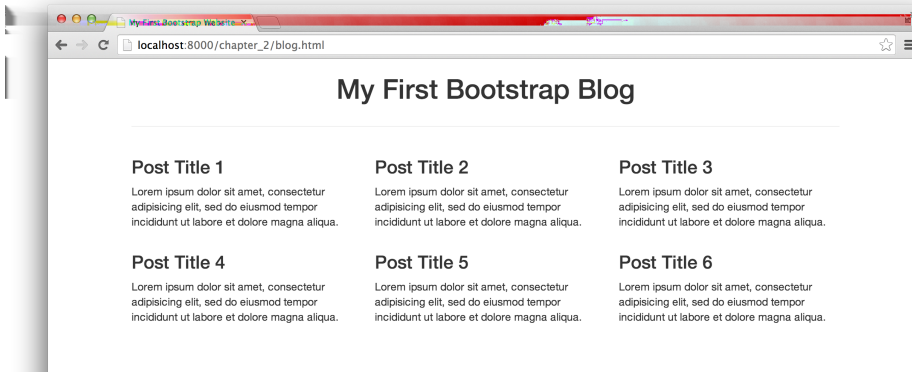 My First Bootstrap Website
localhost:8000/chapter_2/blog.html
My First Bootstrap Blog
Post Title 1
Lorem ipsum dolor sit amet, consectetur
adipisicing elit, sed do eiusmod tempor
incididunt ut labore et dolore magna aliqua.
Post Title 2
Lorem ipsum dolor sit amet, consectetur
adipisicing elit, sed do eiusmod tempor
incididunt ut labore et dolore magna aliqua.
Post Title 3
Lorem ipsum dolor sit amet, consectetur
adipisicing elit, sed do eiusmod tempor
incididunt ut labore et dolore magna aliqua.
Post Title 4
Lorem ipsum dolor sit amet, consectetur
adipisicing elit, sed do eiusmod tempor
incididunt ut labore et dolore magna aliqua.
Post Title 5
Lorem ipsum dolor sit amet, consectetur
adipisicing elit, sed do eiusmod tempor
incididunt ut labore et dolore magna aliqua.
Post Title 6
Lorem ipsum dolor sit amet, consectetur
adipisicing elit, sed do eiusmod tempor
incididunt ut labore et dolore magna aliqua.